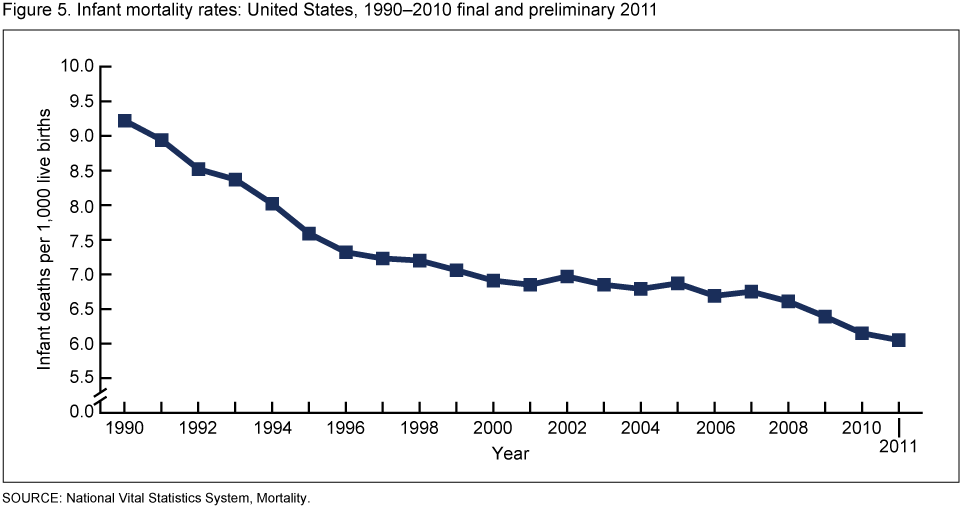 Figure 5. Infant mortality rates: United States, 1990–2010 final and preliminary 2011
Infant deaths per 1,000 live births
10.0
9.5
9.0
8.5
8.0
7.5
7.0
6.5
6.0
5.5
0.0
1990 1992 1994 1996 1998 2000 2002 2004 2006 2008 2010
2011
Year
SOURCE: National Vital Statistics System, Mortality.